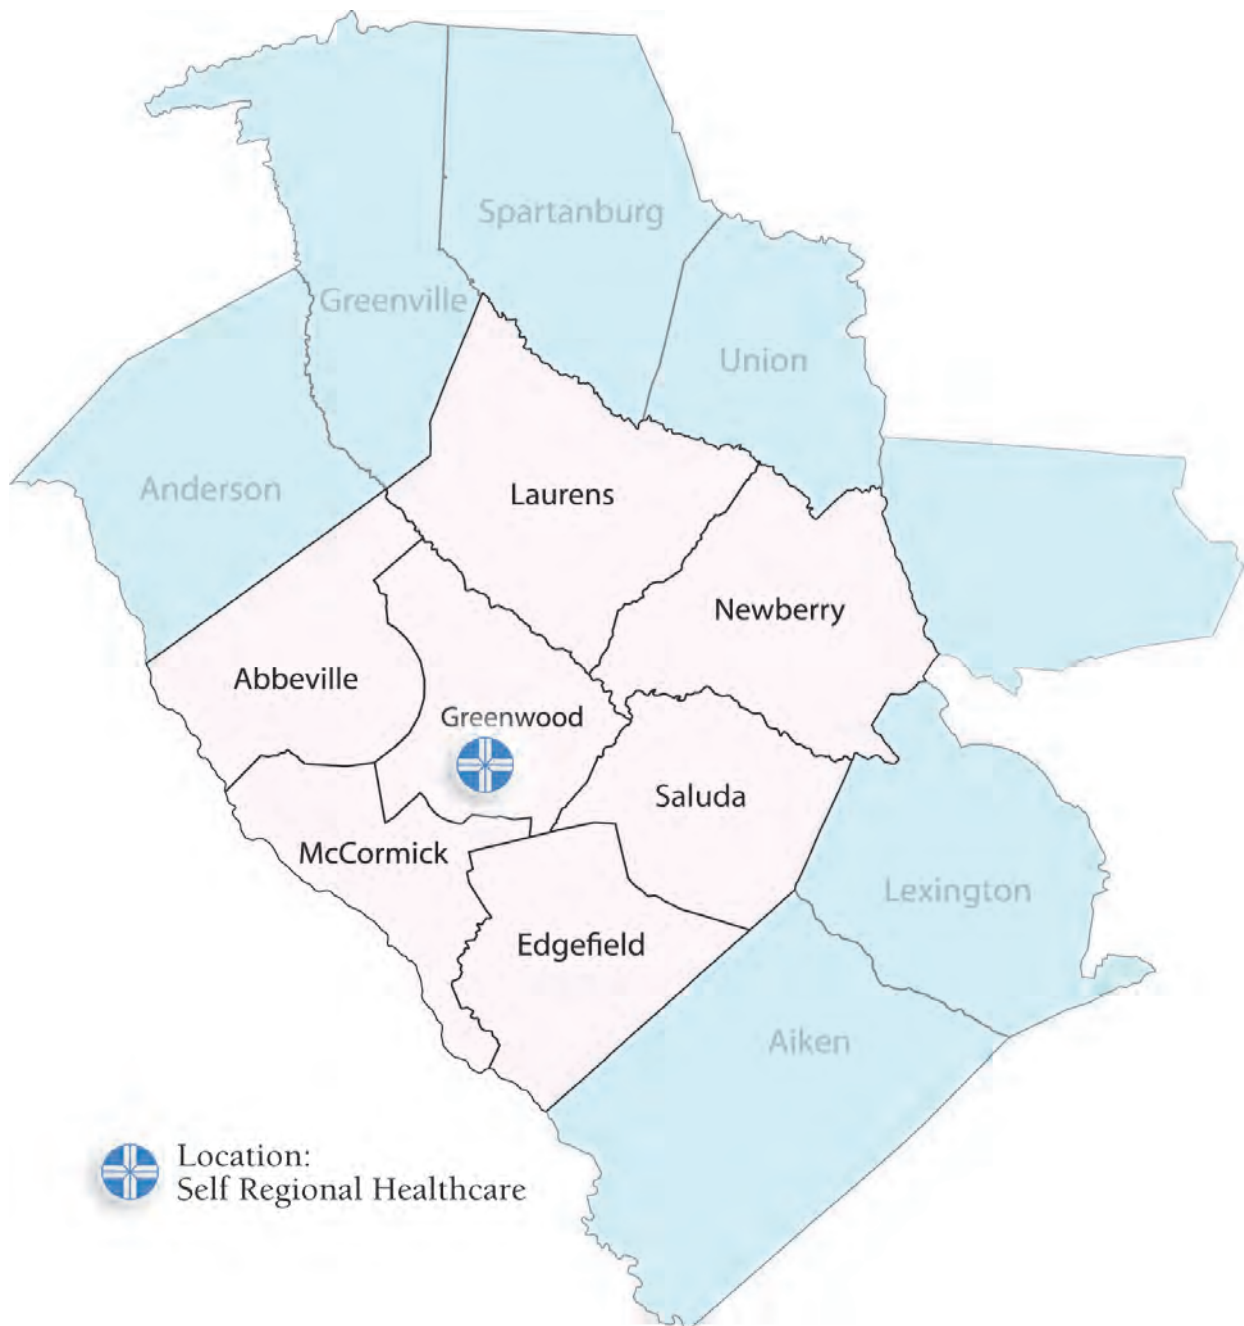 Spartanburg
Greenville
Union
Anderson
Laurens
Newberry
Abbeville
Greenwood
Saluda
McCormick
Lexington
Edgefield
Aiken
Location:
Self Regional Healthcare